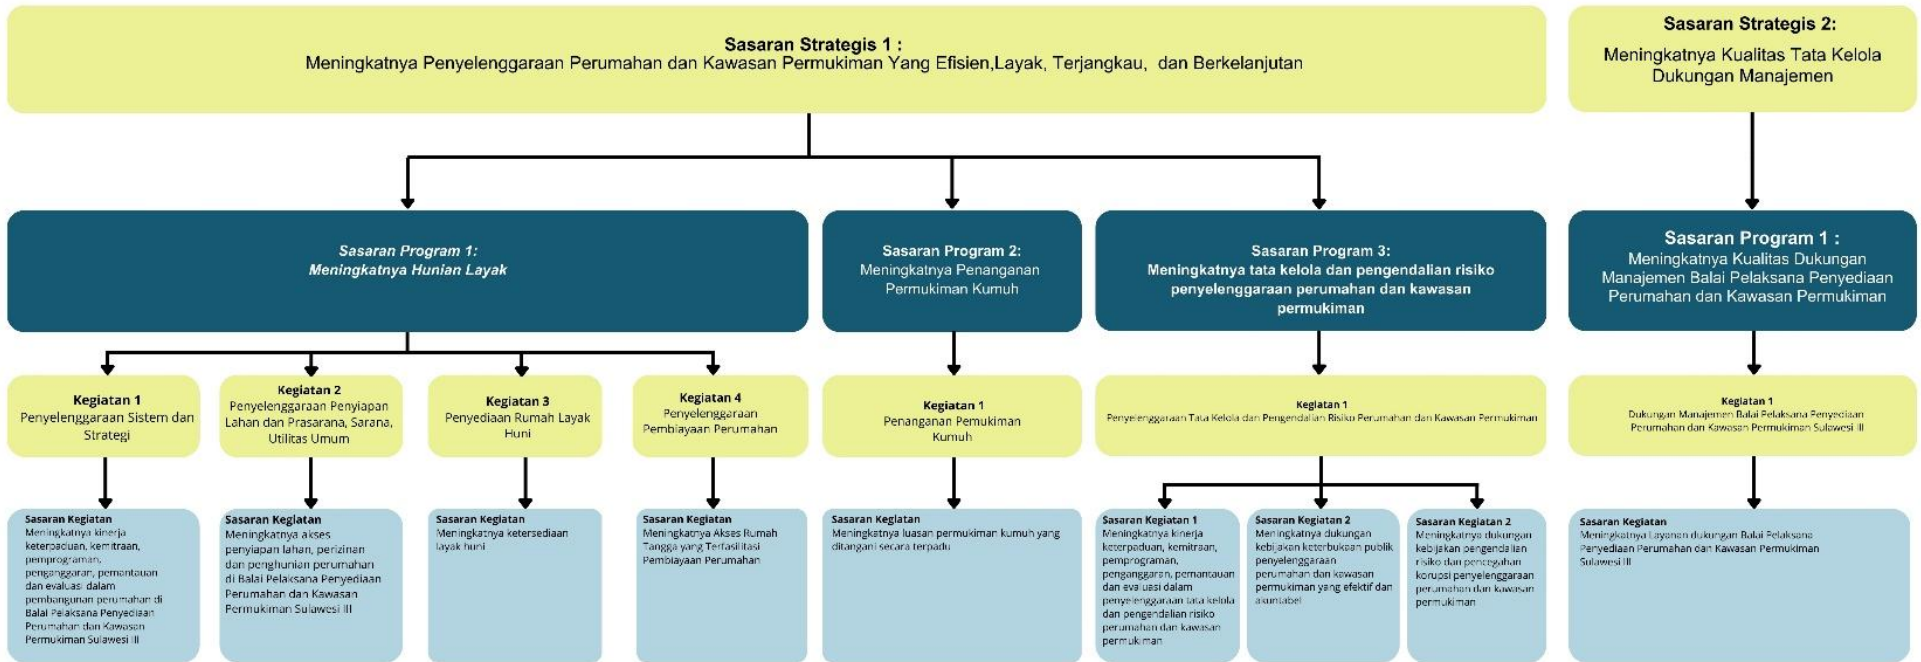 Sasaran Strategis 1 :
Meningkatnya Penyelenggaraan Perumahan dan Kawasan Permukiman Yang Efisien,Layak, Terjangkau, dan Berkelanjutan
Sasaran Strategis 2:
Meningkatnya Kualitas Tata Kelola
Dukungan Manajemen
Sasaran Program 1:
Meningkatnya Hunian Layak
Sasaran Program 2:
Meningkatnya Penanganan
Permukiman Kumuh
Sasaran Program 3:
Meningkatnya tata kelola dan pengendalian risiko
penyelenggaraan perumahan dan kawasan
permukiman
Sasaran Program 1 :
Meningkatnya Kualitas Dukungan
Manajemen Balai Pelaksana Penyediaan
Perumahan dan Kawasan Permukiman
Kegiatan 1
Penyelenggaraan Sistem dan
Strategi
Kegiatan 2
Penyelenggaraan Penyiapan
Lahan dan Prasarana, Sarana,
Utilitas Umum
Kegiatan 3
Penyediaan Rumah Layak
Huni
Kegiatan 4
Penyelenggaraan
Pembiayaan Perumahan
Kegiatan 1
Penanganan Pemukiman
Kumuh
Kegiatan 1
Penyelenggaraan Tata Kelola dan Pengendalian Risiko Perumahan dan Kawasan Permukiman
Kegiatan 1
Dukungan Manajemen Balai Pelaksana Penyediaan
Perumahan dan Kawasan Permukiman Sulawesi III
Sasaran Kegiatan
Meningkatnya kinerja
keterpaduan, kemitraan,
pemprograman,
penganggaran, pemantauan
dan evaluasi dalam
pembangunan perumahan di
Balai Pelaksana Penyediaan
Perumahan dan Kawasan
Permukiman Sulawesi III
Sasaran Kegiatan
Meningkatnya akses
penyiapan lahan, perizinan
dan penghunian perumahan
di Balai Pelaksana Penyediaan
Perumahan dan Kawasan
Permukiman Sulawesi III
Sasaran Kegiatan
Meningkatnya ketersediaan
layak huni
Sasaran Kegiatan
Meningkatnya Akses Rumah
Tangga yang Terfasilitasi
Pembiayaan Perumahan
Sasaran Kegiatan
Meningkatnya luasan permukiman kumuh yang
ditangani secara terpadu
Sasaran Kegiatan 1
Meningkatnya kinerja
keterpaduan, kemitraan,
pemprograman,
penganggaran, pemantauan
dan evaluasi dalam
penyelenggaraan tata kelola
dan pengendalian risiko
perumahan dan kawasan
permukiman
Sasaran Kegiatan 2
Meningkatnya dukungan
kebijakan keterbukaan publik
penyelenggaraan
perumahan dan kawasan
permukiman yang efektif dan
akuntabel
Sasaran Kegiatan 2
Meningkatnya dukungan
kebijakan pengendalian
risiko dan pencegahan
korupsi penyelenggaraan
perumahan dan kawasan
permukiman
Sasaran Kegiatan
Meningkatnya Layanan dukungan Balai Pelaksana
Penyediaan Perumahan dan Kawasan Permukiman
Sulawesi III